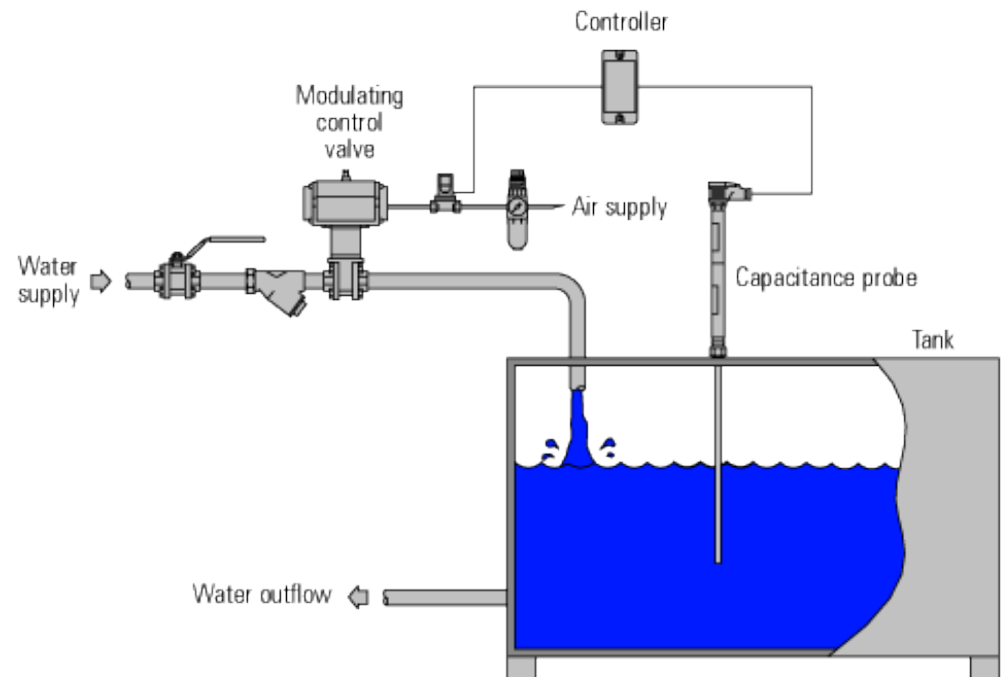 Controller
Modulating
control
valve
Air supply
Water
supply
Capacitance probe
Tank
Water outflow